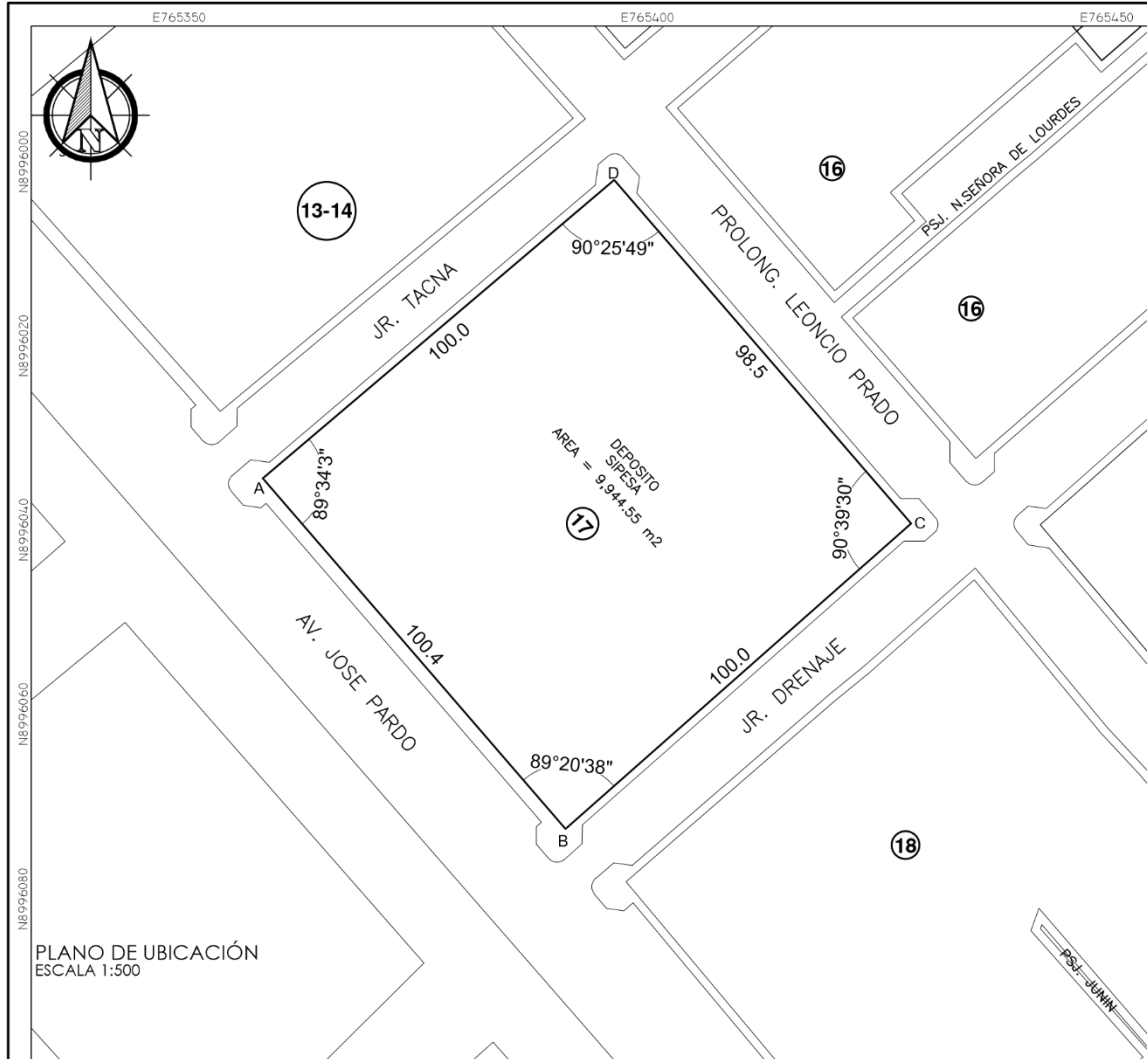 E765350
E765400
E765450
N8996000
N8996020
N8996040
N8996060
N8996080
N
13-14
16
PSJ. N.SEÑORA DE LOURDES
16
D
90°25'49"
PROLONG. LEONCIO PRADO
JR. TACNA
100.0
98.5
DEPOSITO
SIPESA
AREA = 9,944.55 m2
17
A
89°34'3"
90°39'30"
C
AV. JOSE PARDO
100.4
100.0
JR. DRENAJE
89°20'38"
B
18
PSJ. JUNIN
PLANO DE UBICACIÓN
ESCALA 1:500